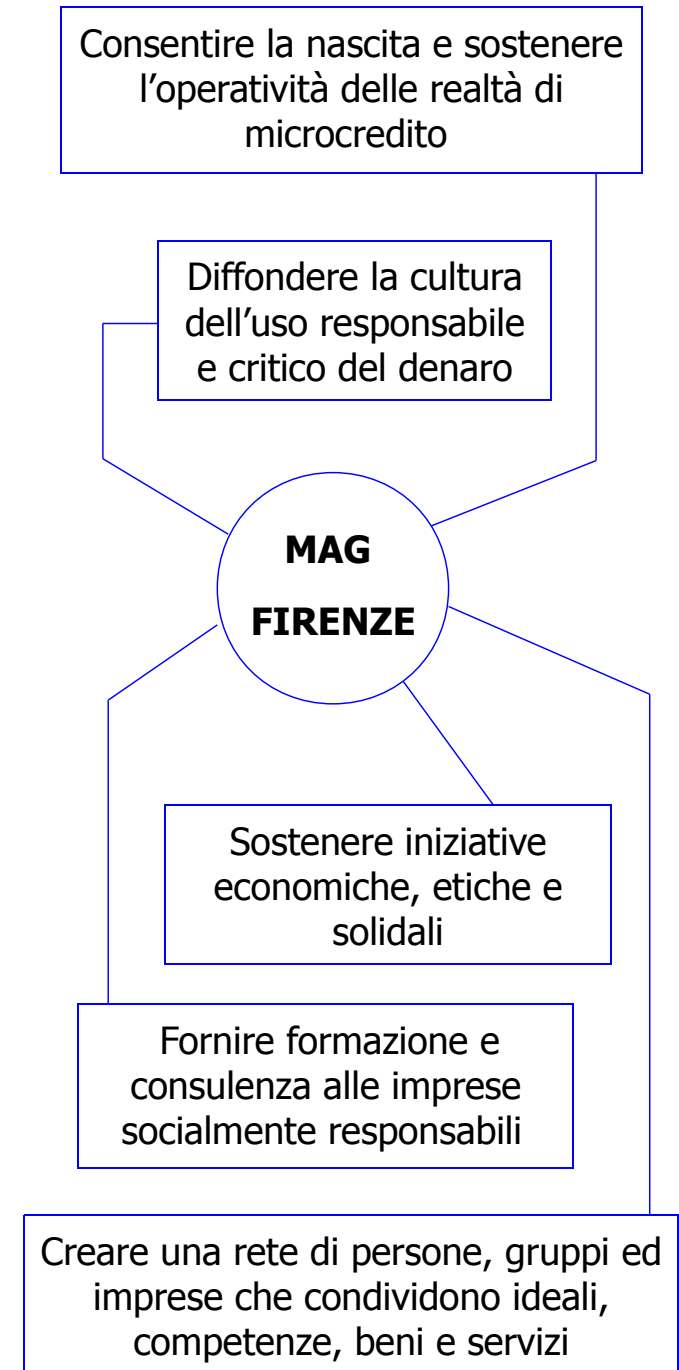 Consentire la nascita e sostenere
l’operatività delle realtà di
microcredito
Diffondere la cultura
dell’uso responsabile
e critico del denaro
MAG
FIRENZE
Sostenere iniziative
economiche, etiche e
solidali
Fornire formazione e
consulenza alle imprese
socialmente responsabili
Creare una rete di persone, gruppi ed
imprese che condividono ideali,
competenze, beni e servizi